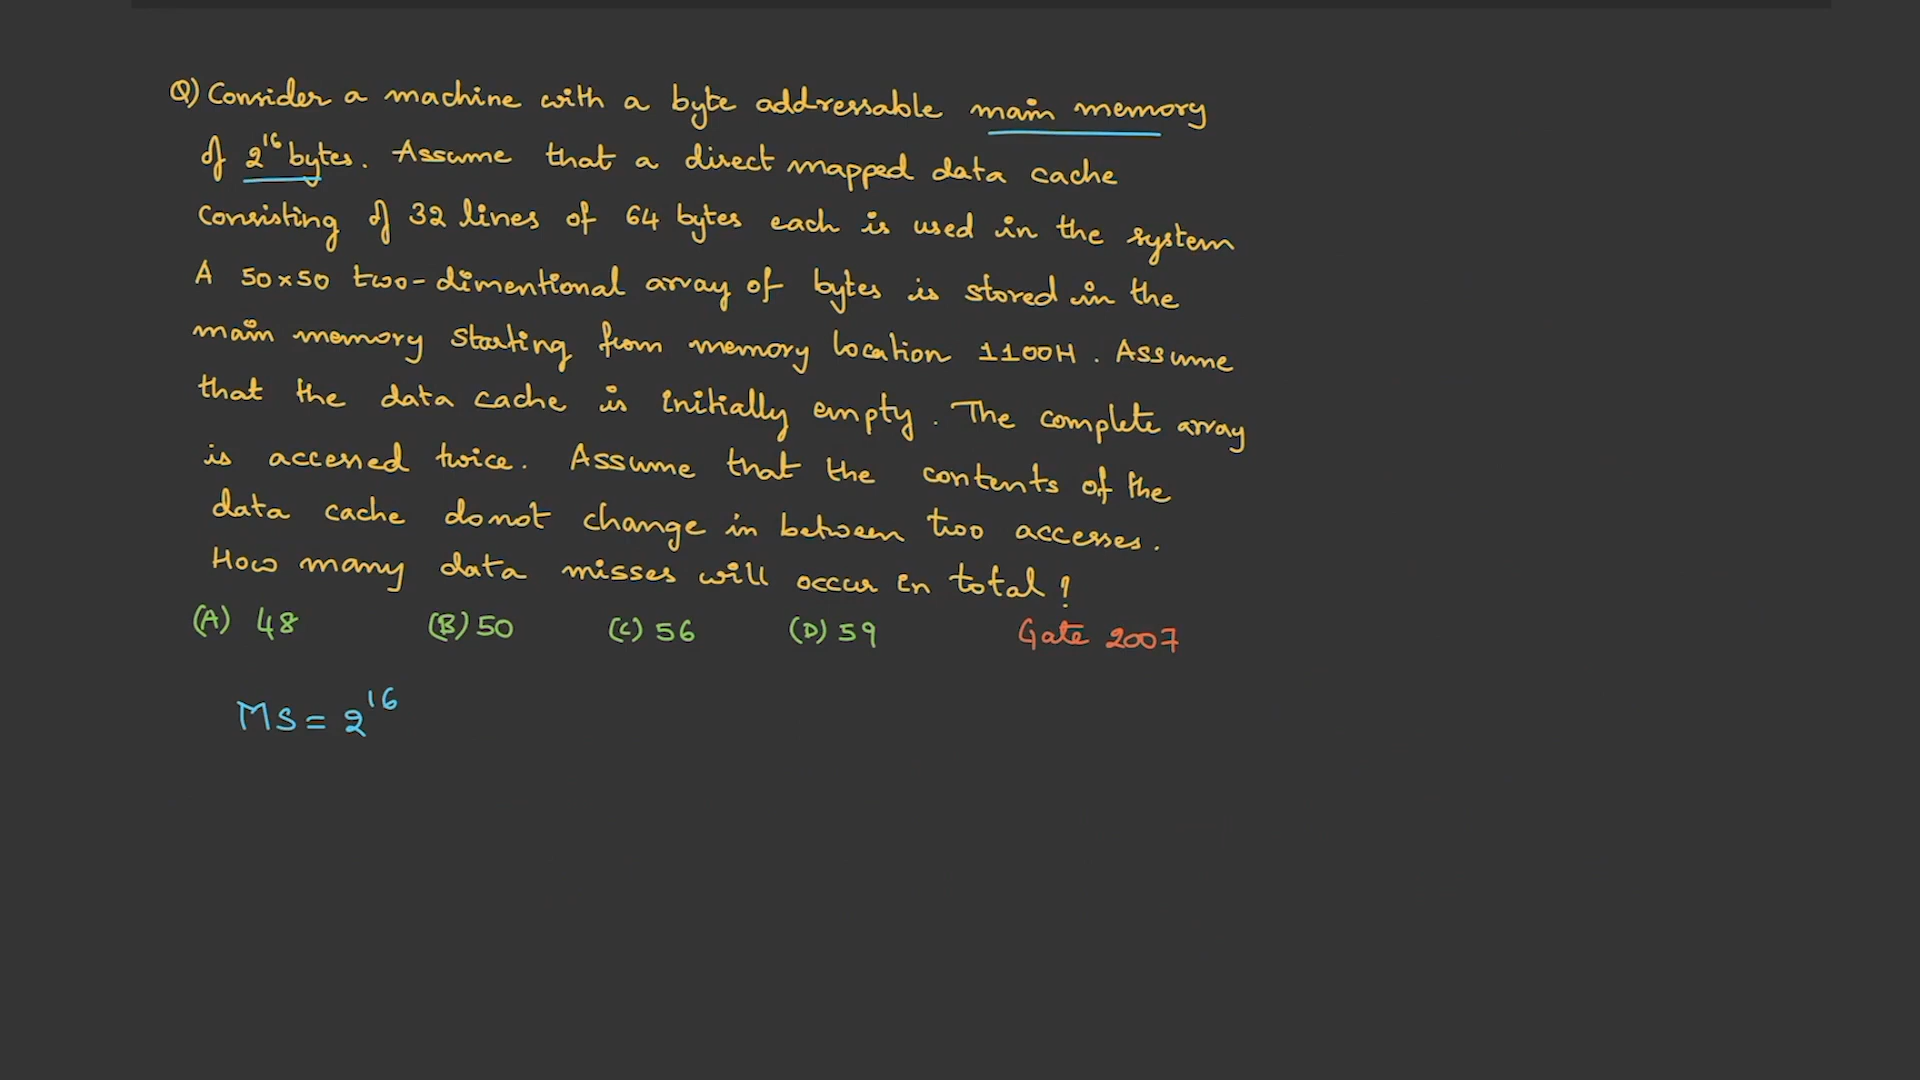 Q) Consider a machine with a byte addressable main memory
of 2^16 bytes. Assume that a direct mapped data cache
consisting of 32 lines of 64 bytes each is used in the system
A 50×50 two-dimentional array of bytes is stored in the
main memory starting from memory location 1100H. Assume
that the data cache is initially empty. The complete array
is accessed twice. Assume that the contents of the
data cache do not change in between two accesses.
How many data misses will occur in total?
(A) 48 (B) 50 (C) 56 (D) 59 Gate 2007
MS = 2^16